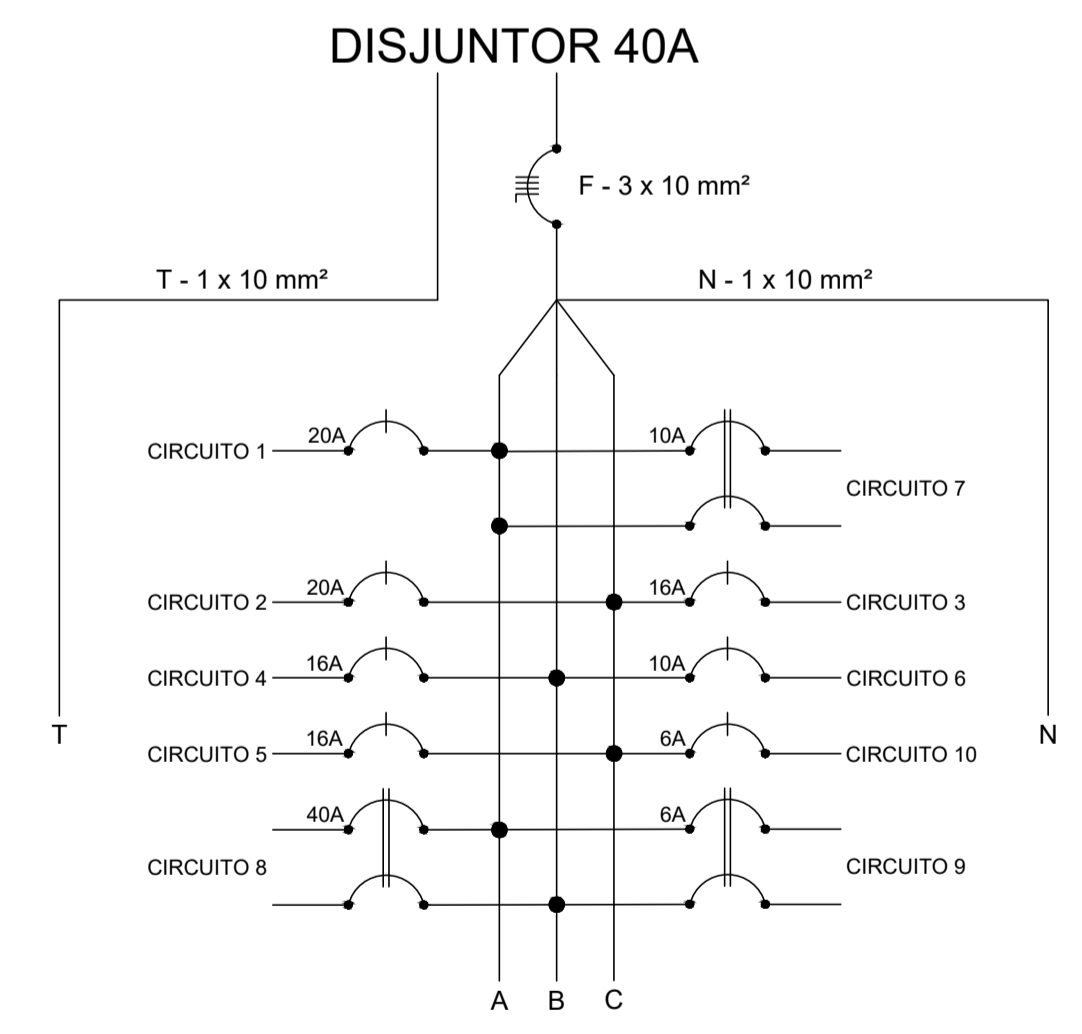 DISJUNTOR 40A
F - 3 x 10 mm²
T - 1 x 10 mm²
N - 1 x 10 mm²
CIRCUITO 1
20A
10A
CIRCUITO 7
CIRCUITO 2
20A
16A
CIRCUITO 3
CIRCUITO 4
16A
10A
CIRCUITO 6
T
N
CIRCUITO 5
16A
6A
CIRCUITO 10
40A
6A
CIRCUITO 8
CIRCUITO 9
A B C